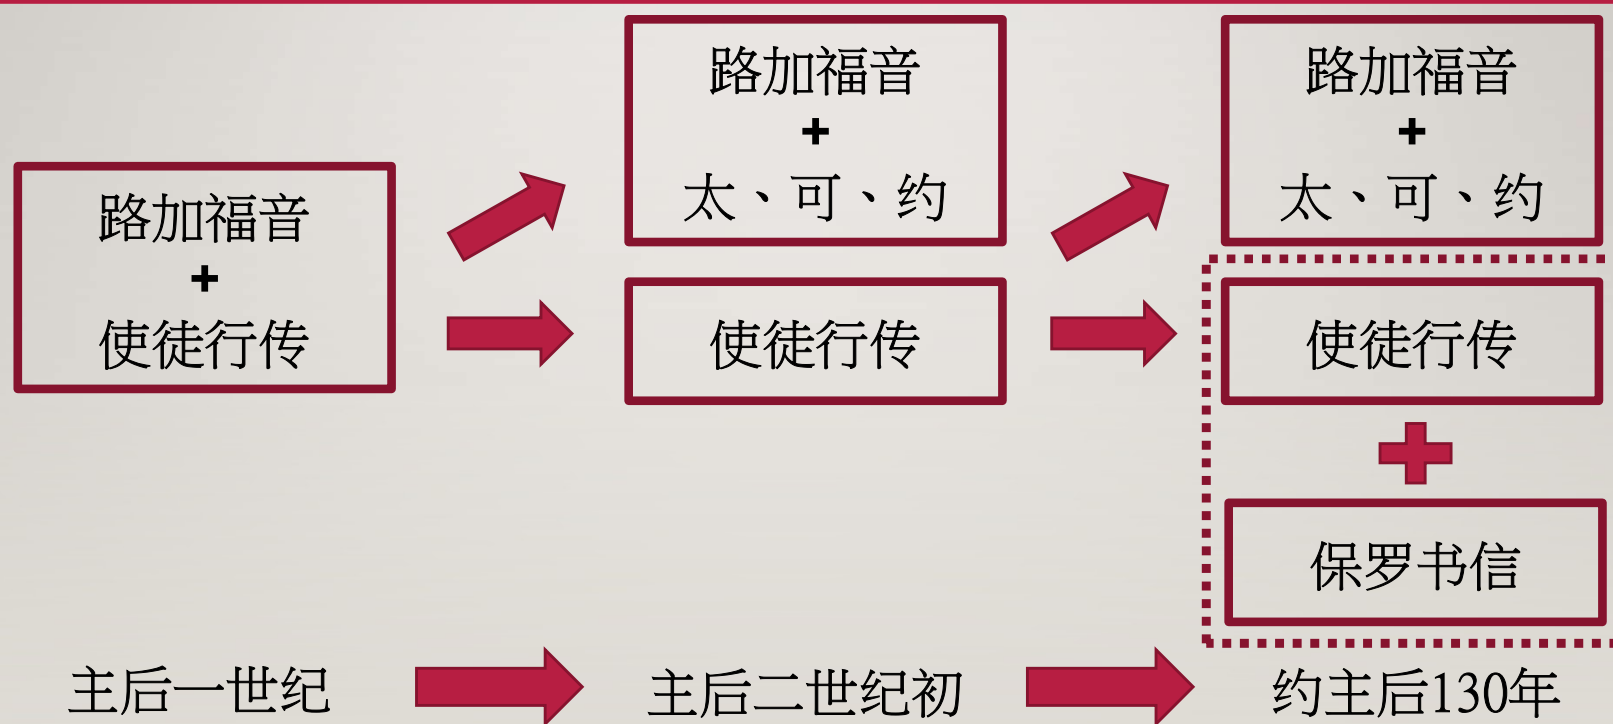 路加福音
+
使徒行传
路加福音
+
太、可、约
使徒行传
路加福音
+
太、可、约
使徒行传
保罗书信
主后一世纪
主后二世纪初
约主后130年